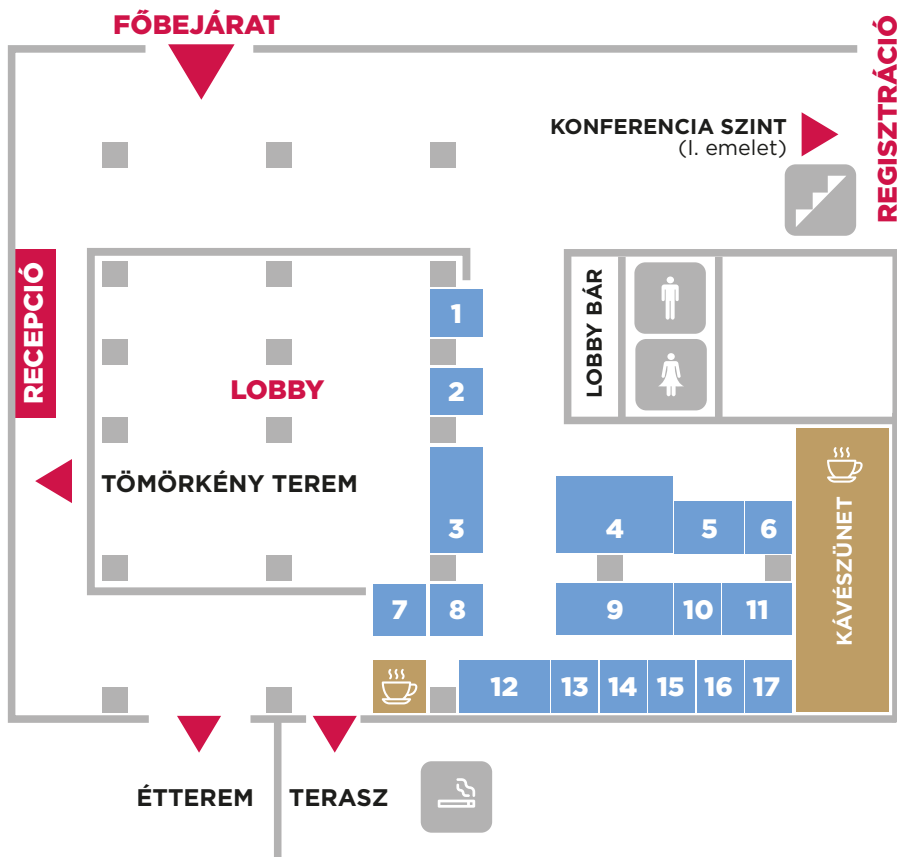 FŐBEJÁRAT
REGISZTRÁCIÓ
KONFERENCIA SZINT
(I. emelet)
RECEPCIÓ
LOBBY BÁR
1
LOBBY
2
TÖMÖRKÉNY TEREM
3
4
5
6
KÁVÉSZÜNET
7
8
9
10
11
12
13
14
15
16
17
ÉTTEREM
TERASZ